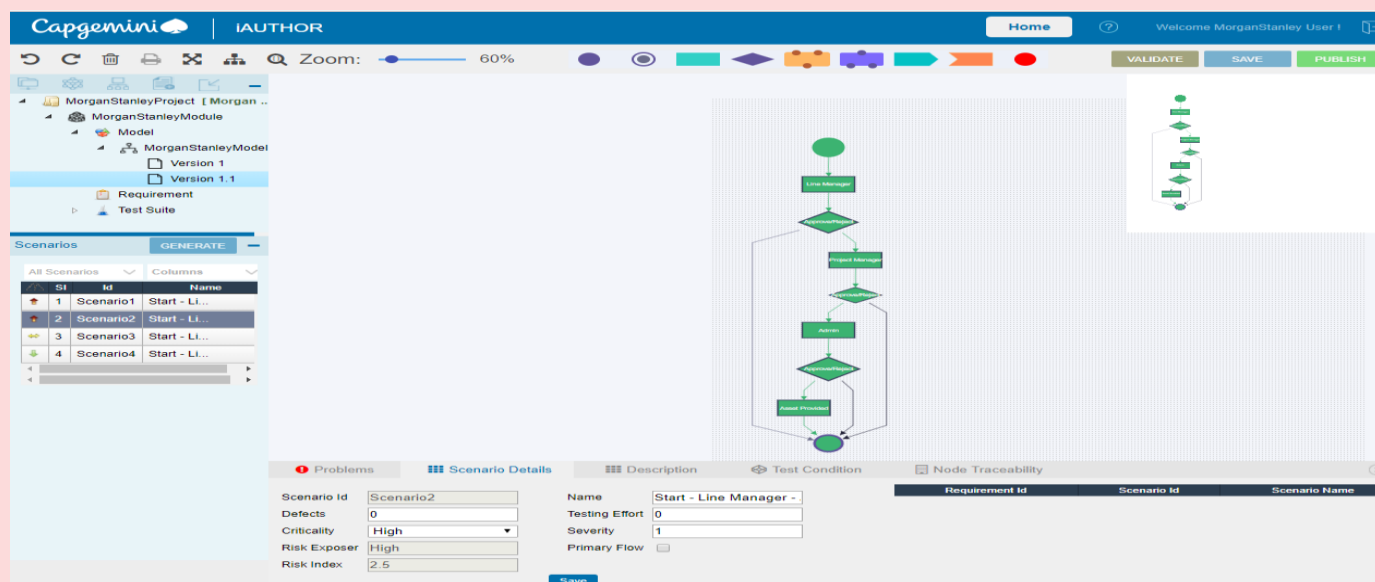 Capgemini iAUTHOR Home ? Welcome MorganStanley User !
Zoom: 60% VALIDATE SAVE PUBLISH
MorganStanleyProject [ Morgan ..
MorganStanleyModule
Model
MorganStanleyModel
Version 1
Version 1.1
Requirement
Test Suite
Scenarios GENERATE
All Scenarios Columns
SI Id Name
1 Scenario1 Start - Li...
2 Scenario2 Start - Li...
3 Scenario3 Start - Li...
4 Scenario4 Start - Li...
Line Manager
Approve/Reject
Project Manager
Approve/Reject
Admin
Approve/Reject
Asset Provided
Problems Scenario Details Description Test Condition Node Traceability
Scenario Id Scenario2 Name Start - Line Manager - Requirement Id Scenario Id Scenario Name
Defects 0 Testing Effort 0
Criticality High Severity 1
Risk Exposer High Primary Flow
Risk Index 2.5
Save